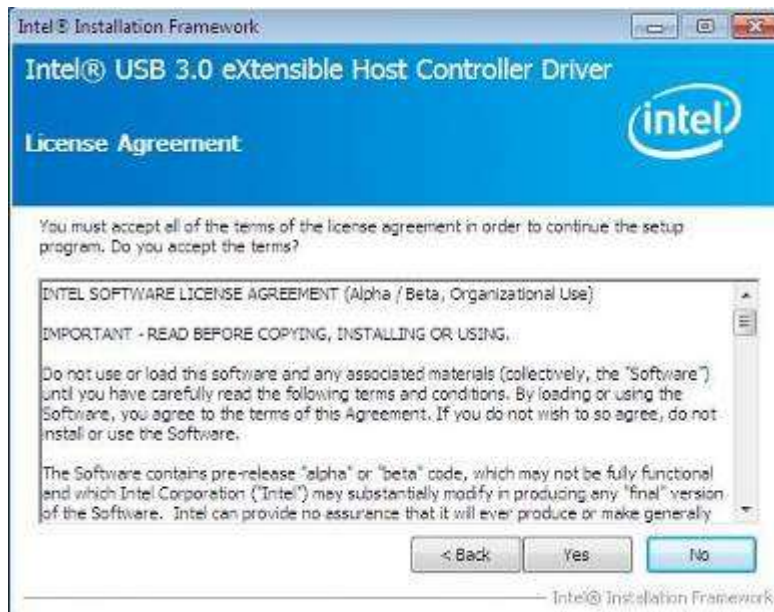 Intel® Installation Framework
Intel® USB 3.0 eXtensible Host Controller Driver
intel
License Agreement
You must accept all of the terms of the license agreement in order to continue the setup
program. Do you accept the terms?
INTEL SOFTWARE LICENSE AGREEMENT (Alpha / Beta, Organizational Use)
IMPORTANT - READ BEFORE COPYING, INSTALLING OR USING.
Do not use or load this software and any associated materials (collectively, the "Software")
until you have carefully read the following terms and conditions. By loading or using the
Software, you agree to the terms of this Agreement. If you do not wish to so agree, do not
install or use the Software.
The Software contains pre-release "alpha" or "beta" code, which may not be fully functional
and which Intel Corporation ("Intel") may substantially modify in producing any "final" version
of the Software. Intel can provide no assurance that it will ever produce or make generally
< Back Yes No
Intel® Installation Framework